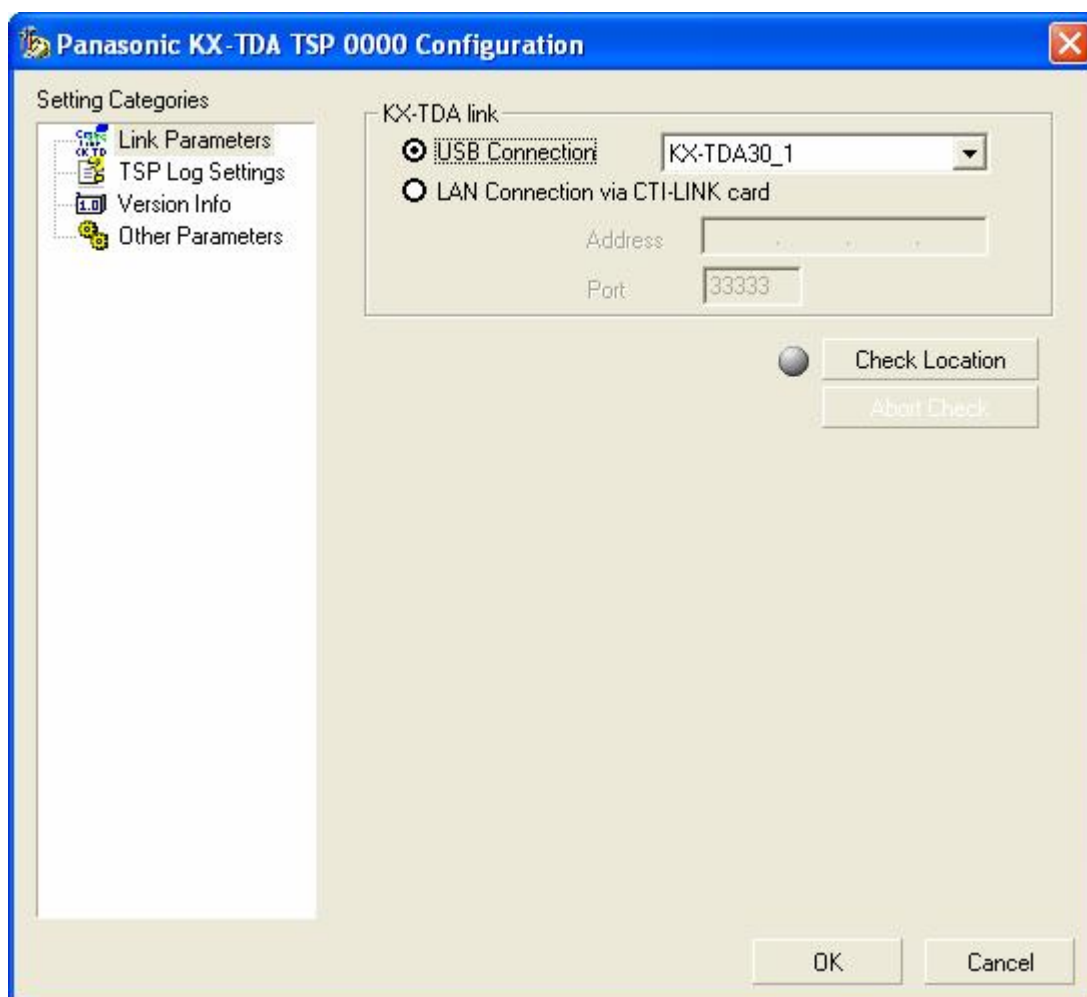 Panasonic KX-TDA TSP 0000 Configuration
Setting Categories
Link Parameters
TSP Log Settings
Version Info
Other Parameters
KX-TDA link
USB Connection KX-TDA30_1
LAN Connection via CTI-LINK card
Address . . .
Port 33333
Check Location
Abort Check
OK Cancel